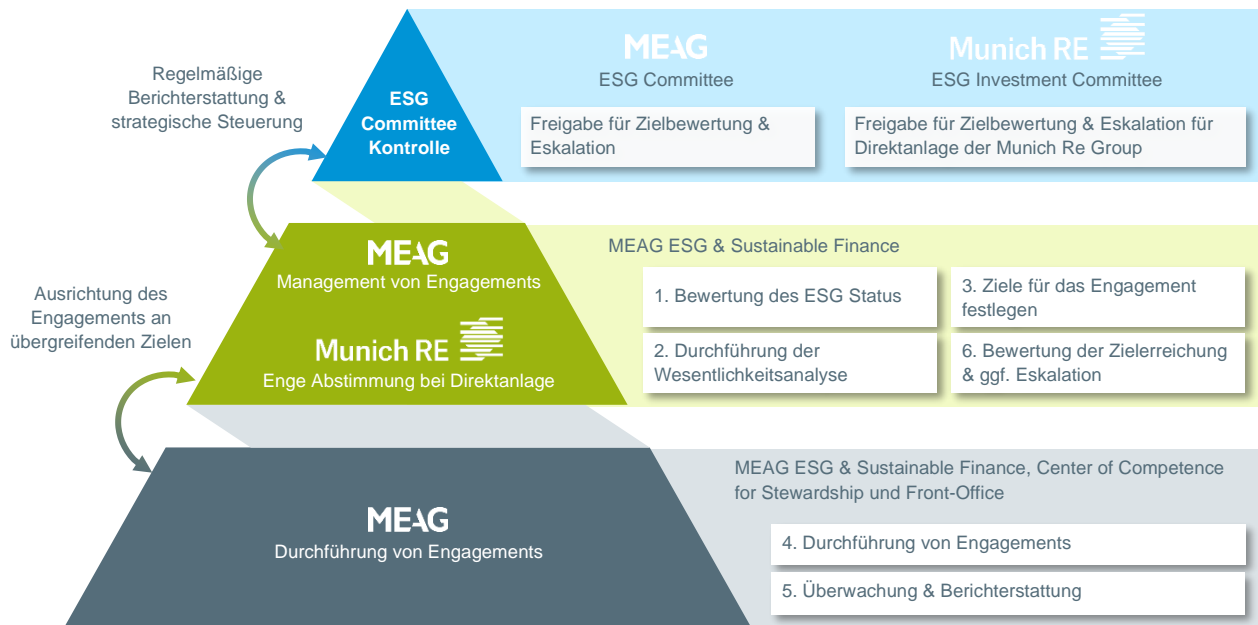 Regelmäßige
Berichterstattung &
strategische Steuerung
ESG
Committee
Kontrolle
MEAG
ESG Committee
Freigabe für Zielbewertung &
Eskalation
Munich RE
ESG Investment Committee
Freigabe für Zielbewertung & Eskalation für
Direktanlage der Munich Re Group
Ausrichtung des
Engagements an
übergreifenden Zielen
MEAG
Management von Engagements
Munich RE
Enge Abstimmung bei Direktanlage
MEAG ESG & Sustainable Finance
1. Bewertung des ESG Status
2. Durchführung der
Wesentlichkeitsanalyse
3. Ziele für das Engagement
festlegen
6. Bewertung der Zielerreichung
& ggf. Eskalation
MEAG
Durchführung von Engagements
MEAG ESG & Sustainable Finance, Center of Competence
for Stewardship und Front-Office
4. Durchführung von Engagements
5. Überwachung & Berichterstattung